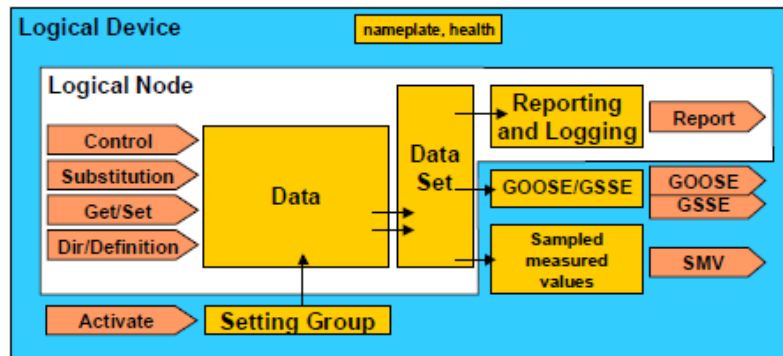 Logical Device
nameplate, health
Logical Node
Control
Substitution
Get/Set
Dir/Definition
Data
Data
Set
Reporting
and Logging
Report
GOOSE/GSSE
GOOSE
GSSE
Sampled
measured
values
SMV
Activate
Setting Group